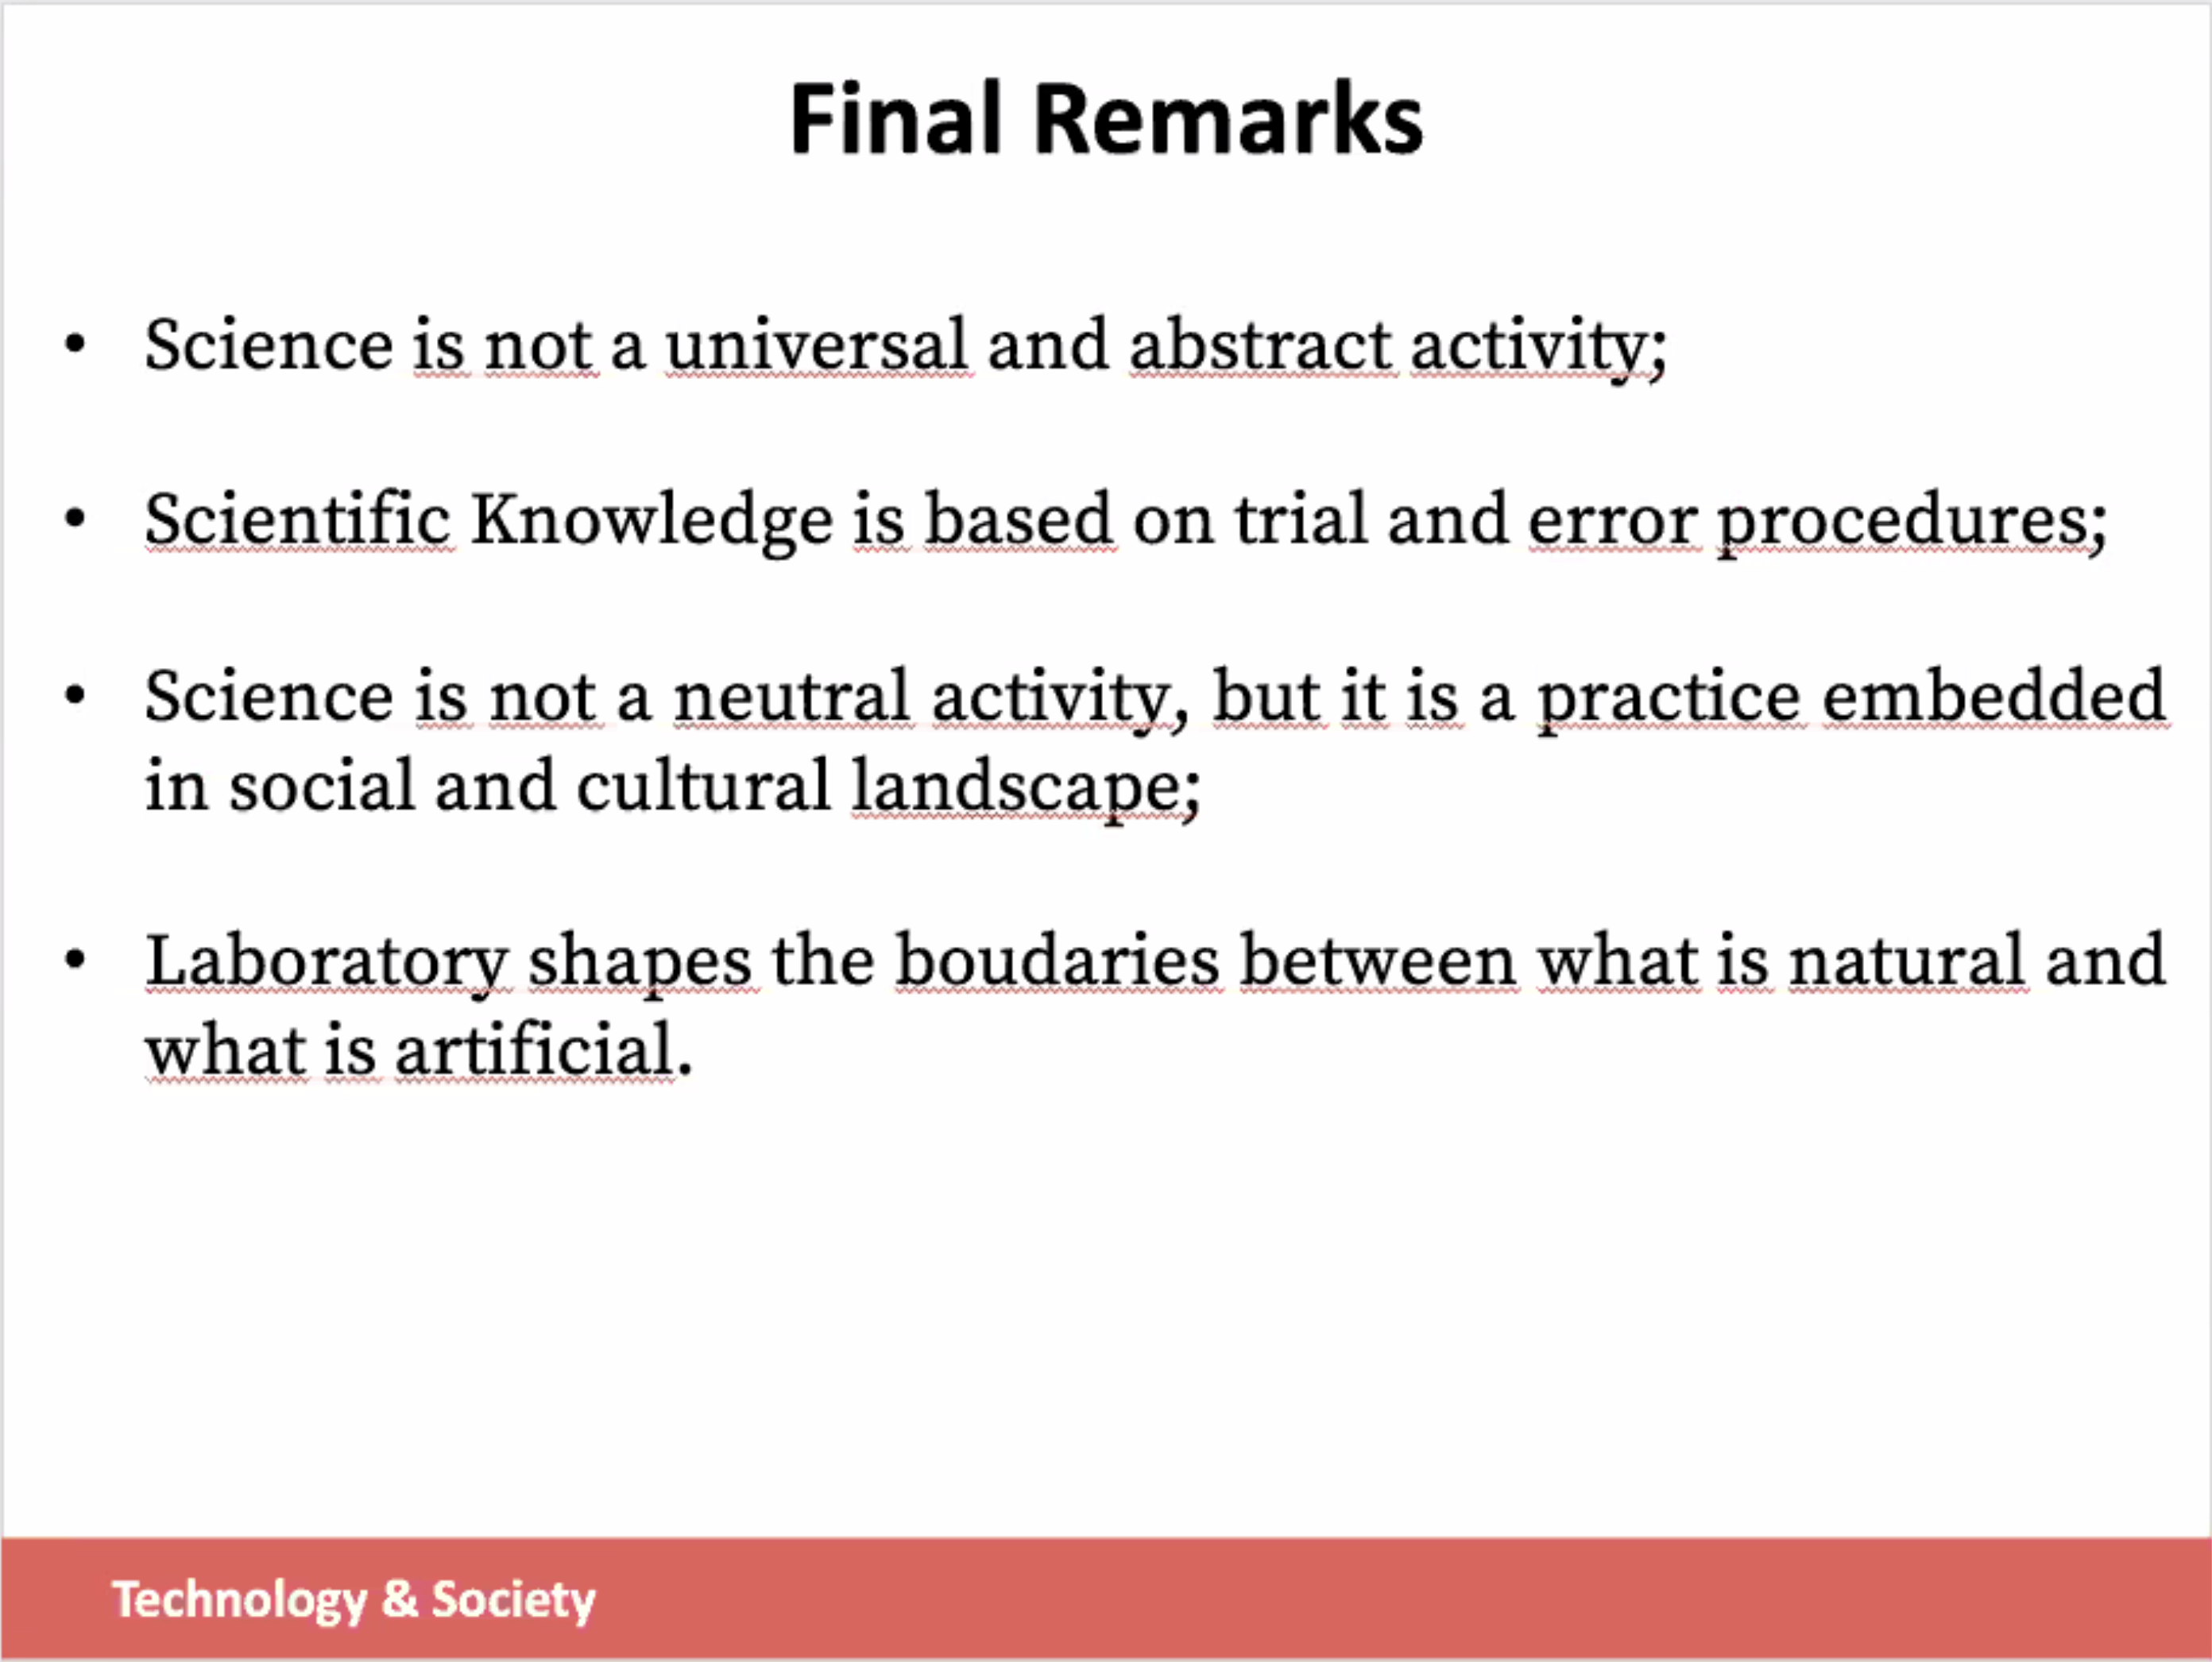 Final Remarks
• Science is not a universal and abstract activity;
• Scientific Knowledge is based on trial and error procedures;
• Science is not a neutral activity, but it is a practice embedded
in social and cultural landscape;
• Laboratory shapes the boudaries between what is natural and
what is artificial.
Technology & Society